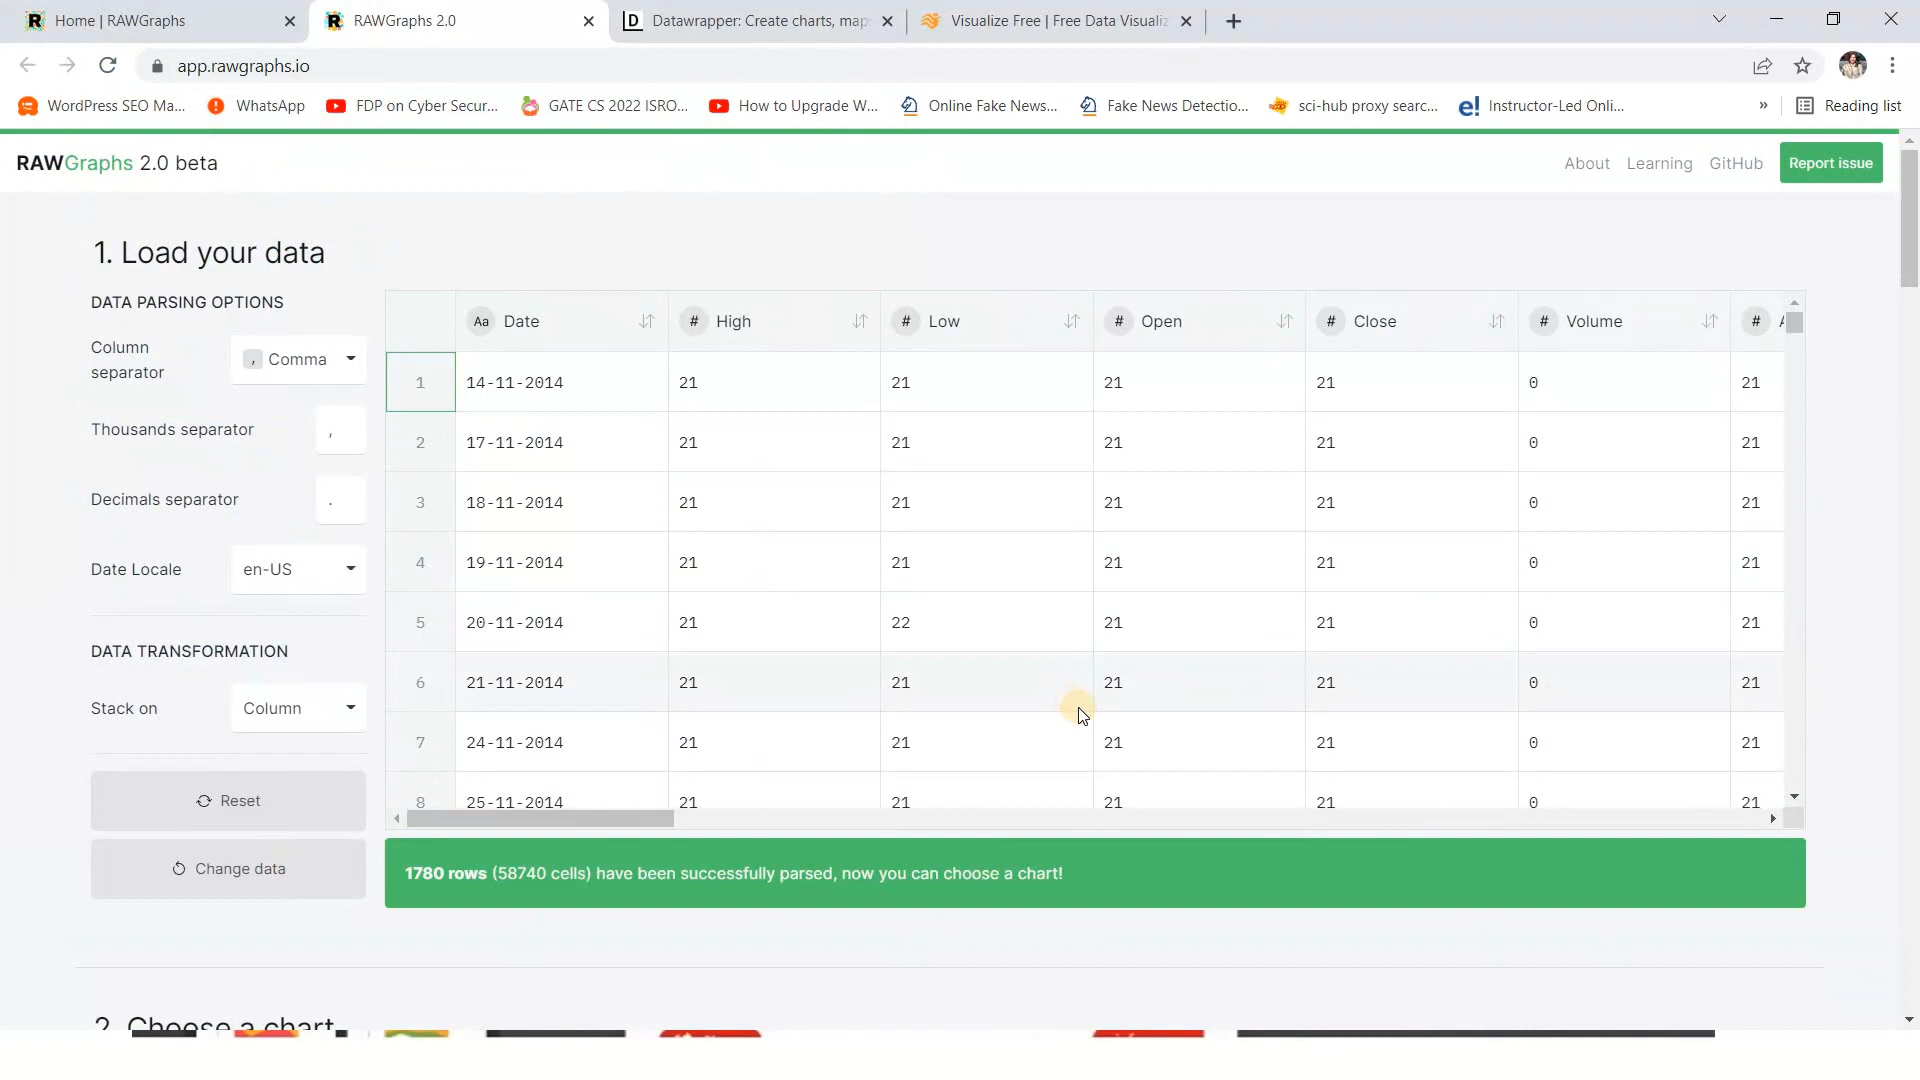 Home | RAWGraphs
RAWGraphs 2.0
Datawrapper: Create charts, map
Visualize Free | Free Data Visualiz
app.rawgraphs.io
WordPress SEO Ma...
WhatsApp
FDP on Cyber Secur...
GATE CS 2022 ISRO...
How to Upgrade W...
Online Fake News...
Fake News Detectio...
sci-hub proxy searc...
Instructor-Led Onli...
»
Reading list
RAWGraphs 2.0 beta
About
Learning
GitHub
Report issue
1. Load your data
DATA PARSING OPTIONS
Column separator
, Comma
Thousands separator
,
Decimals separator
.
Date Locale
en-US
DATA TRANSFORMATION
Stack on
Column
Reset
Change data
Aa Date # High # Low # Open # Close # Volume #
1 14-11-2014 21 21 21 21 0 21
2 17-11-2014 21 21 21 21 0 21
3 18-11-2014 21 21 21 21 0 21
4 19-11-2014 21 21 21 21 0 21
5 20-11-2014 21 22 21 21 0 21
6 21-11-2014 21 21 21 21 0 21
7 24-11-2014 21 21 21 21 0 21
8 25-11-2014 21 21 21 21 0 21
1780 rows (58740 cells) have been successfully parsed, now you can choose a chart!
2. Choose a chart